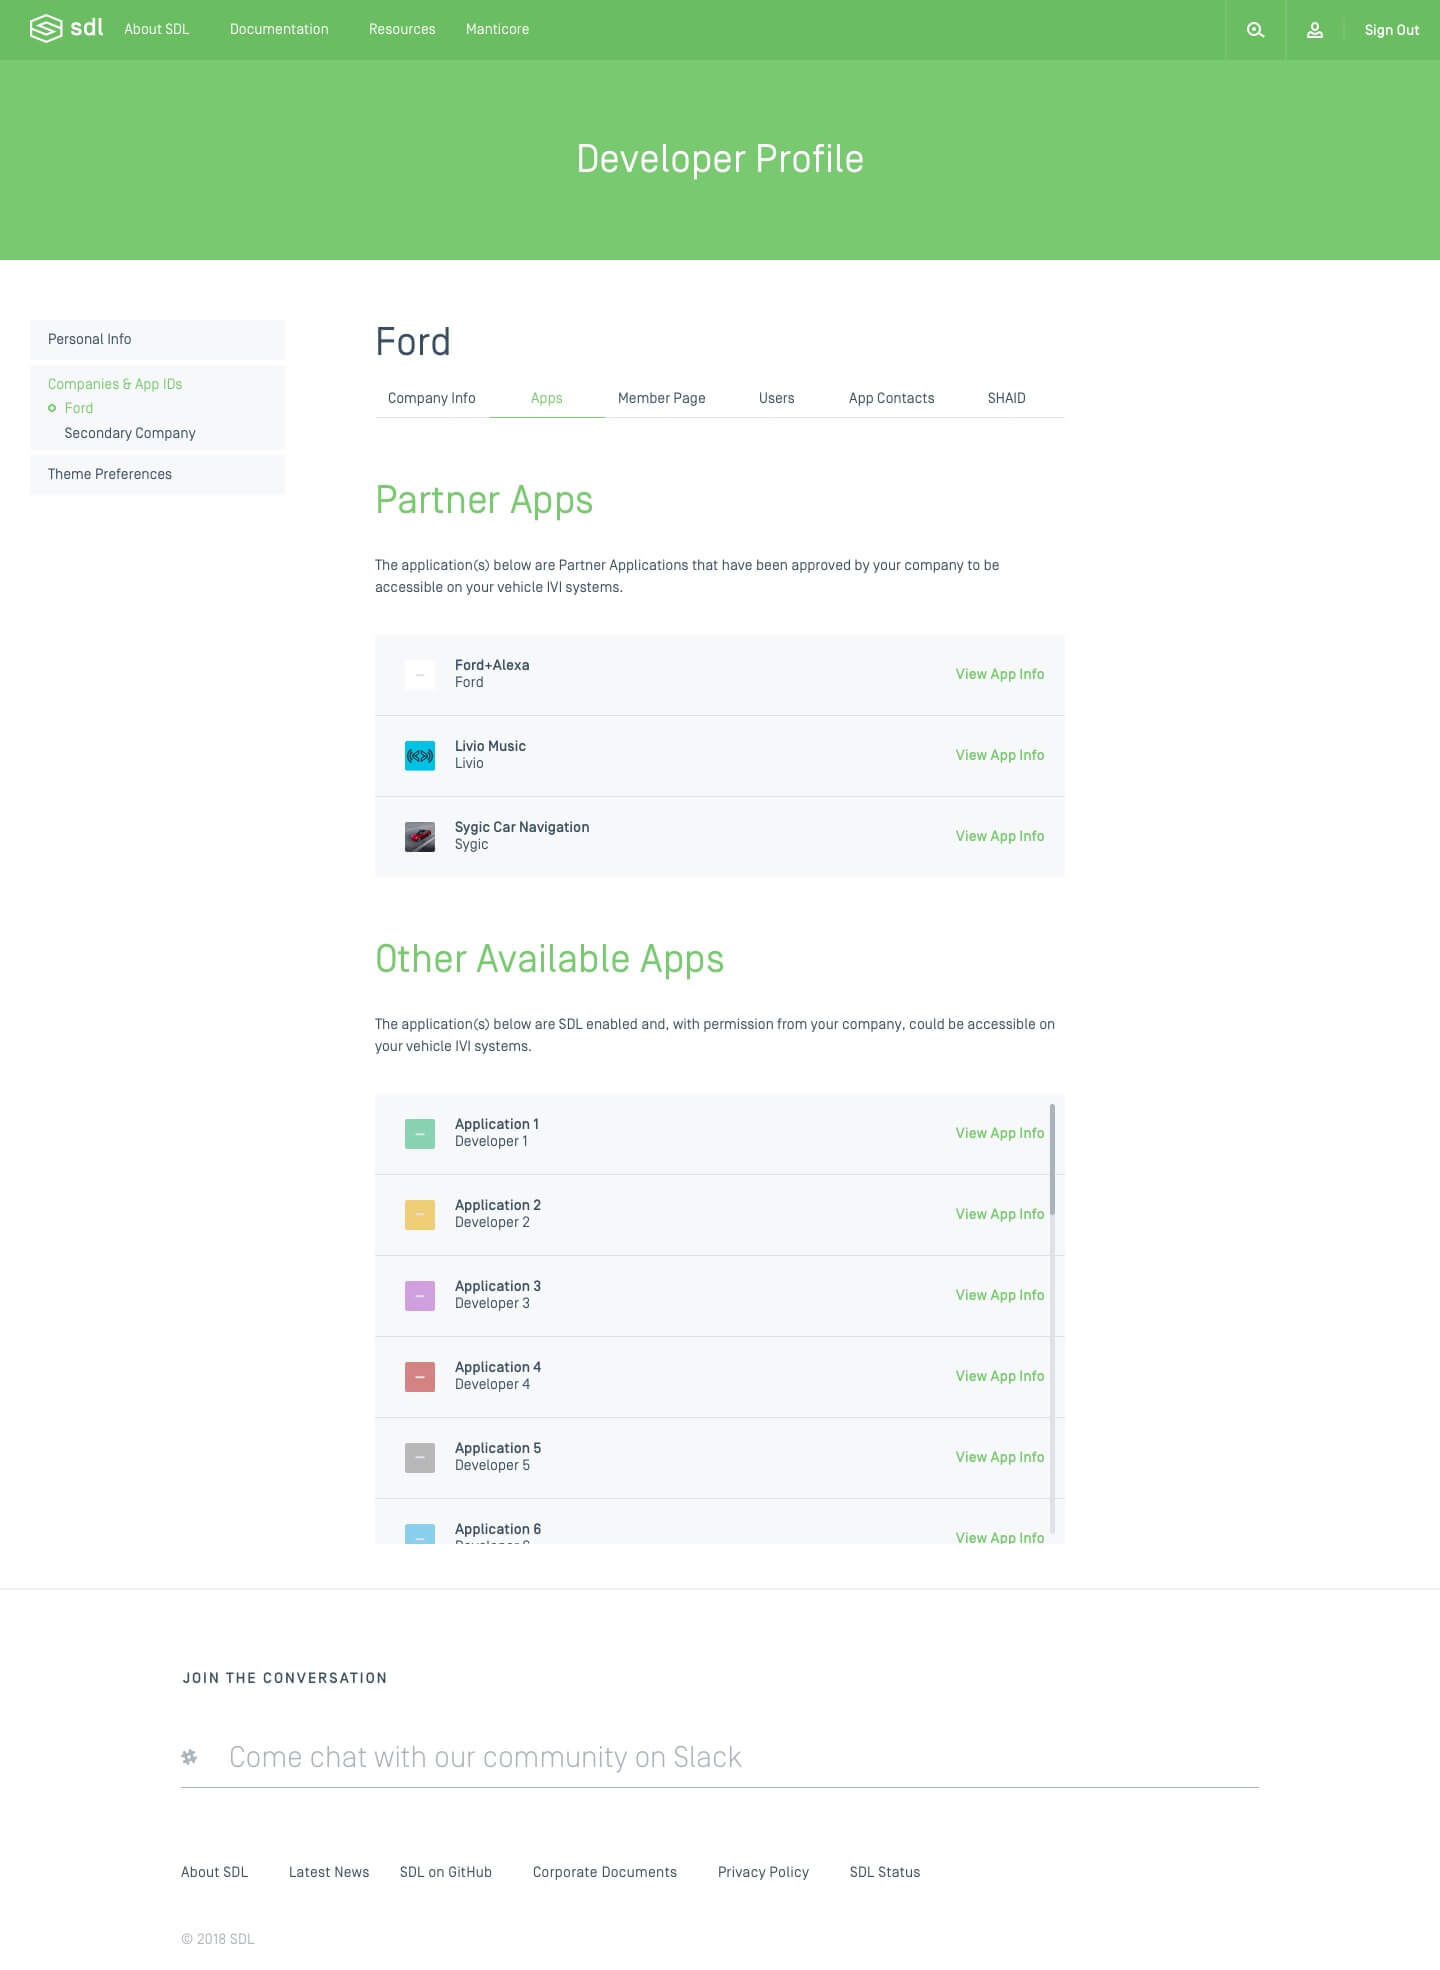 sdl
About SDL
Documentation
Resources
Manticore
Sign Out
Developer Profile
Personal Info
Companies & App IDs
Ford
Secondary Company
Theme Preferences
Ford
Company Info
Apps
Member Page
Users
App Contacts
SHAID
Partner Apps
The application(s) below are Partner Applications that have been approved by your company to be
accessible on your vehicle IVI systems.
Ford+Alexa
Ford
View App Info
Livio Music
Livio
View App Info
Sygic Car Navigation
Sygic
View App Info
Other Available Apps
The application(s) below are SDL enabled and, with permission from your company, could be accessible on
your vehicle IVI systems.
Application 1
Developer 1
View App Info
Application 2
Developer 2
View App Info
Application 3
Developer 3
View App Info
Application 4
Developer 4
View App Info
Application 5
Developer 5
View App Info
Application 6
View App Info
JOIN THE CONVERSATION
Come chat with our community on Slack
About SDL
Latest News
SDL on GitHub
Corporate Documents
Privacy Policy
SDL Status
© 2018 SDL